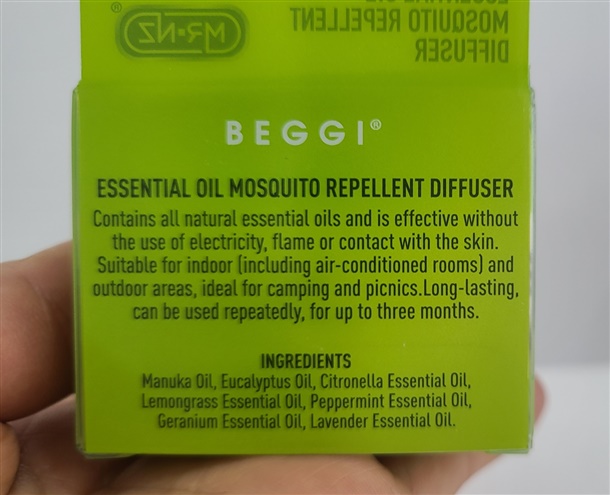 MR·NZ®
MOSQUITO REPELLENT
DIFFUSER
BEGGI®
ESSENTIAL OIL MOSQUITO REPELLENT DIFFUSER
Contains all natural essential oils and is effective without
the use of electricity, flame or contact with the skin.
Suitable for indoor (including air-conditioned rooms) and
outdoor areas, ideal for camping and picnics.Long-lasting,
can be used repeatedly, for up to three months.
INGREDIENTS
Manuka Oil, Eucalyptus Oil, Citronella Essential Oil,
Lemongrass Essential Oil, Peppermint Essential Oil,
Geranium Essential Oil, Lavender Essential Oil.